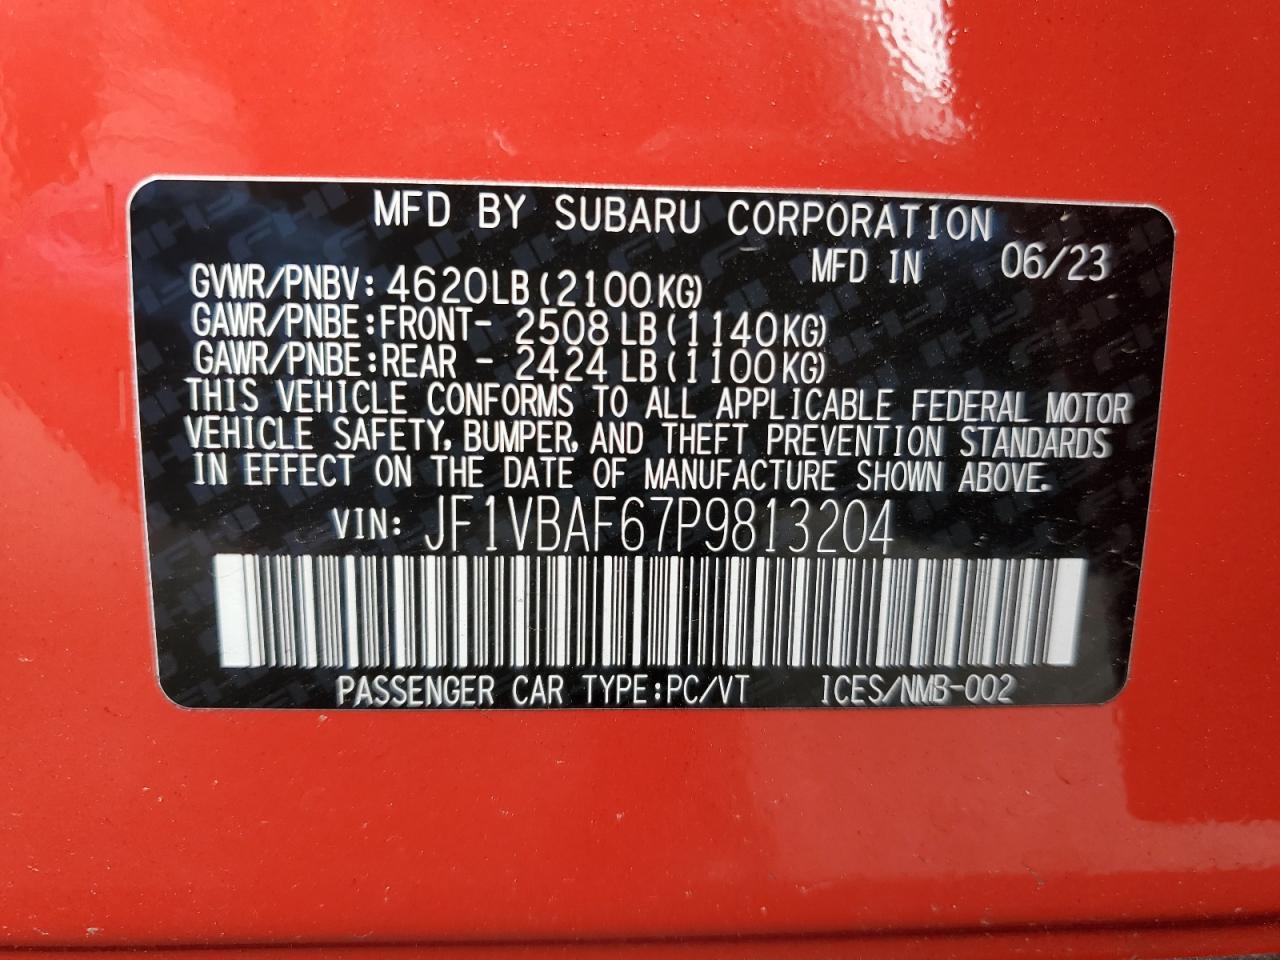 MFD BY SUBARU CORPORATION
MFD IN 06/23
GVWR/PNBV: 4620LB (2100KG)
GAWR/PNBE: FRONT- 2508 LB (1140KG)
GAWR/PNBE: REAR - 2424 LB (1100KG)
THIS VEHICLE CONFORMS TO ALL APPLICABLE FEDERAL MOTOR
VEHICLE SAFETY, BUMPER, AND THEFT PREVENTION STANDARDS
IN EFFECT ON THE DATE OF MANUFACTURE SHOWN ABOVE.
VIN: JF1VBAF67P9813204
PASSENGER CAR TYPE: PC/VT ICES/NMB-002